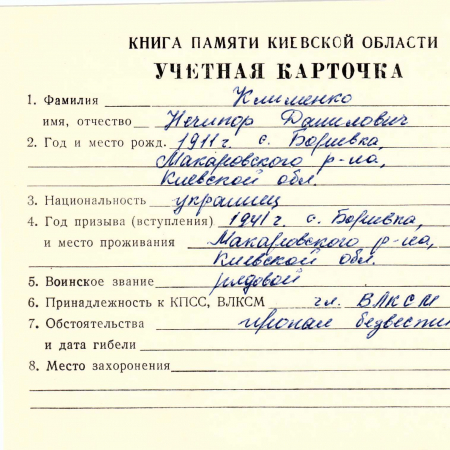 КНИГА ПАМЯТИ КИЕВСКОЙ ОБЛАСТИ
УЧЕТНАЯ КАРТОЧКА
1. Фамилия Клименко
имя, отчество Нечипор Данилович
2. Год и место рожд. 1911 г с. Боривка,
Макаровского р-на,
Киевской обл.
3. Национальность украинец
4. Год призыва (вступления) 1941 г. с. Боривка,
и место проживания Макаровского р-на,
Киевской обл.
5. Воинское звание рядовой
6. Принадлежность к КПСС, ВЛКСМ чл. ВЛКСМ
7. Обстоятельства пропал безвести
и дата гибели
8. Место захоронения